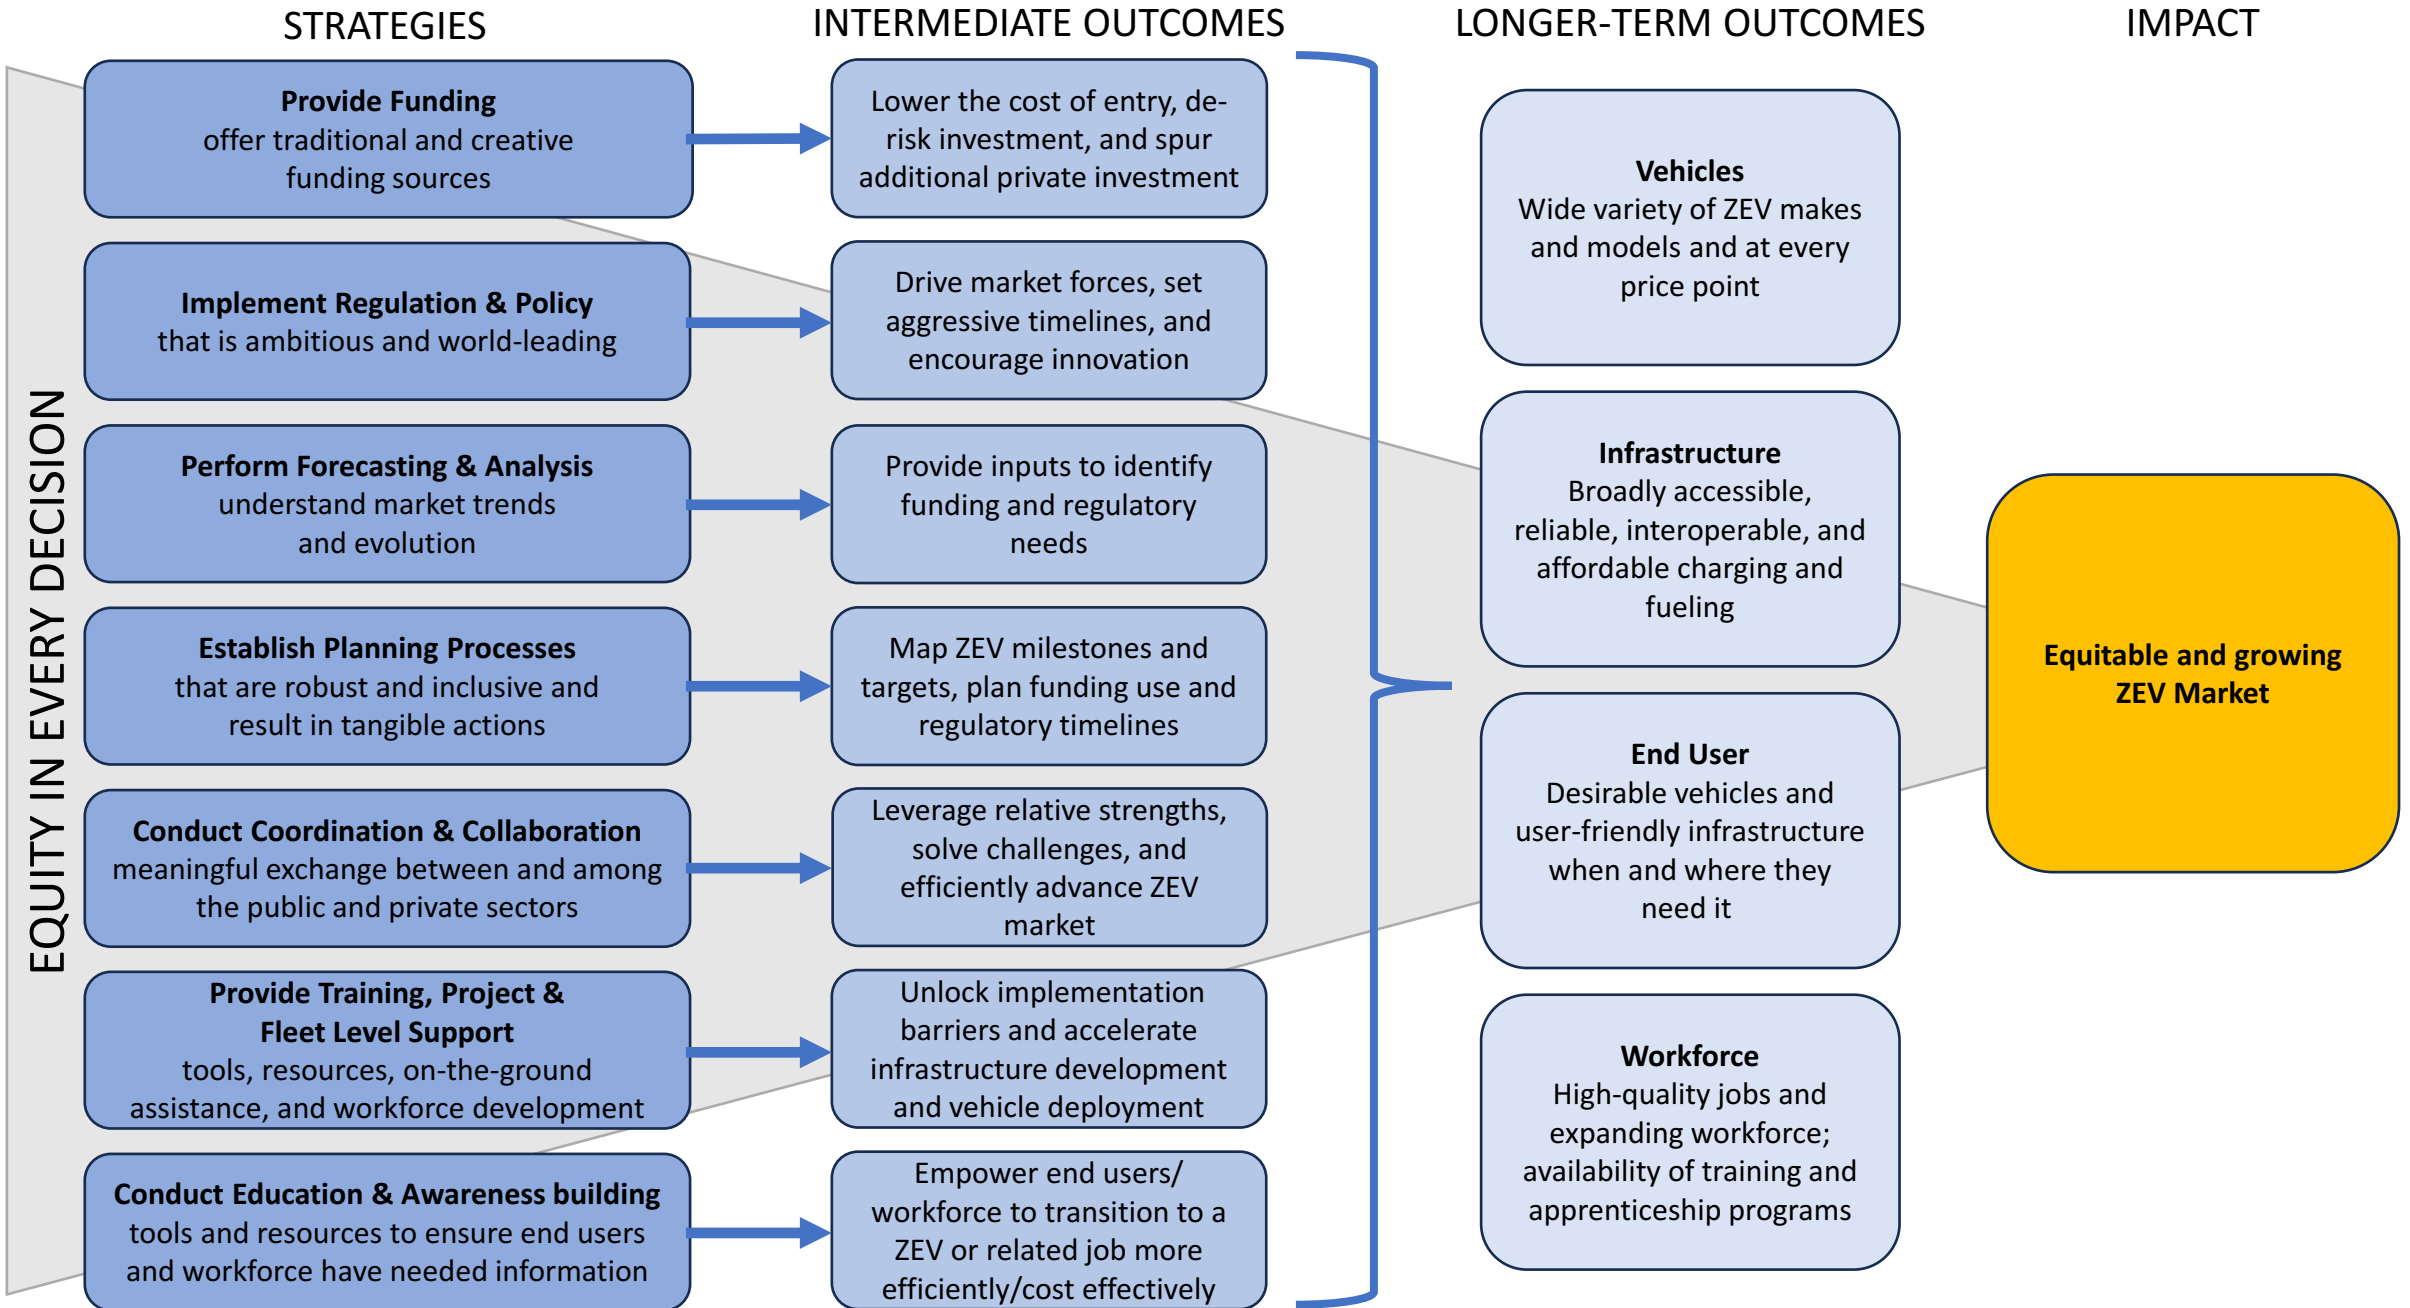 STRATEGIES
INTERMEDIATE OUTCOMES
LONGER-TERM OUTCOMES
IMPACT
EQUITY IN EVERY DECISION
Provide Funding
offer traditional and creative
funding sources
Implement Regulation & Policy
that is ambitious and world-leading
Perform Forecasting & Analysis
understand market trends
and evolution
Establish Planning Processes
that are robust and inclusive and
result in tangible actions
Conduct Coordination & Collaboration
meaningful exchange between and among
the public and private sectors
Provide Training, Project &
Fleet Level Support
tools, resources, on-the-ground
assistance, and workforce development
Conduct Education & Awareness building
tools and resources to ensure end users
and workforce have needed information
Lower the cost of entry, de-
risk investment, and spur
additional private investment
Drive market forces, set
aggressive timelines, and
encourage innovation
Provide inputs to identify
funding and regulatory
needs
Map ZEV milestones and
targets, plan funding use and
regulatory timelines
Leverage relative strengths,
solve challenges, and
efficiently advance ZEV
market
Unlock implementation
barriers and accelerate
infrastructure development
and vehicle deployment
Empower end users/
workforce to transition to a
ZEV or related job more
efficiently/cost effectively
Vehicles
Wide variety of ZEV makes
and models and at every
price point
Infrastructure
Broadly accessible,
reliable, interoperable, and
affordable charging and
fueling
End User
Desirable vehicles and
user-friendly infrastructure
when and where they
need it
Workforce
High-quality jobs and
expanding workforce;
availability of training and
apprenticeship programs
Equitable and growing
ZEV Market